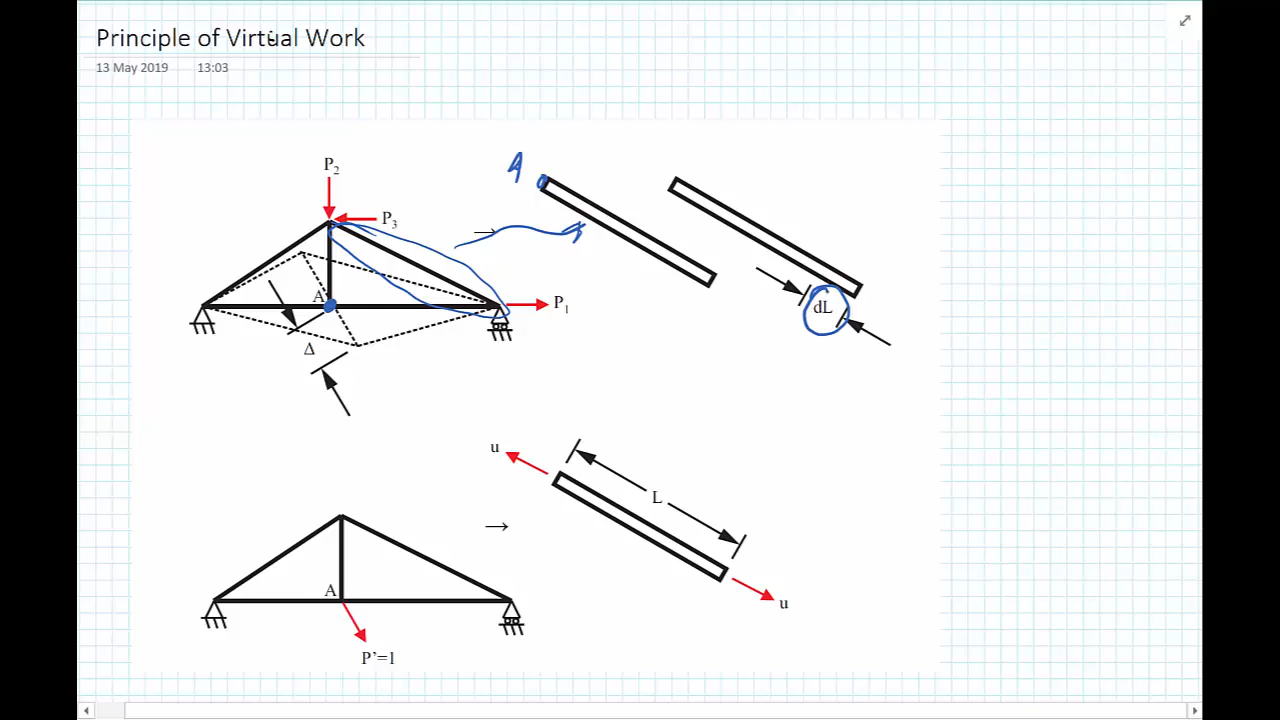 Principle of Virtual Work
13 May 2019 13:03
P2
P3
A
P1
Δ
A
dL
u
L
u
A
P'=1